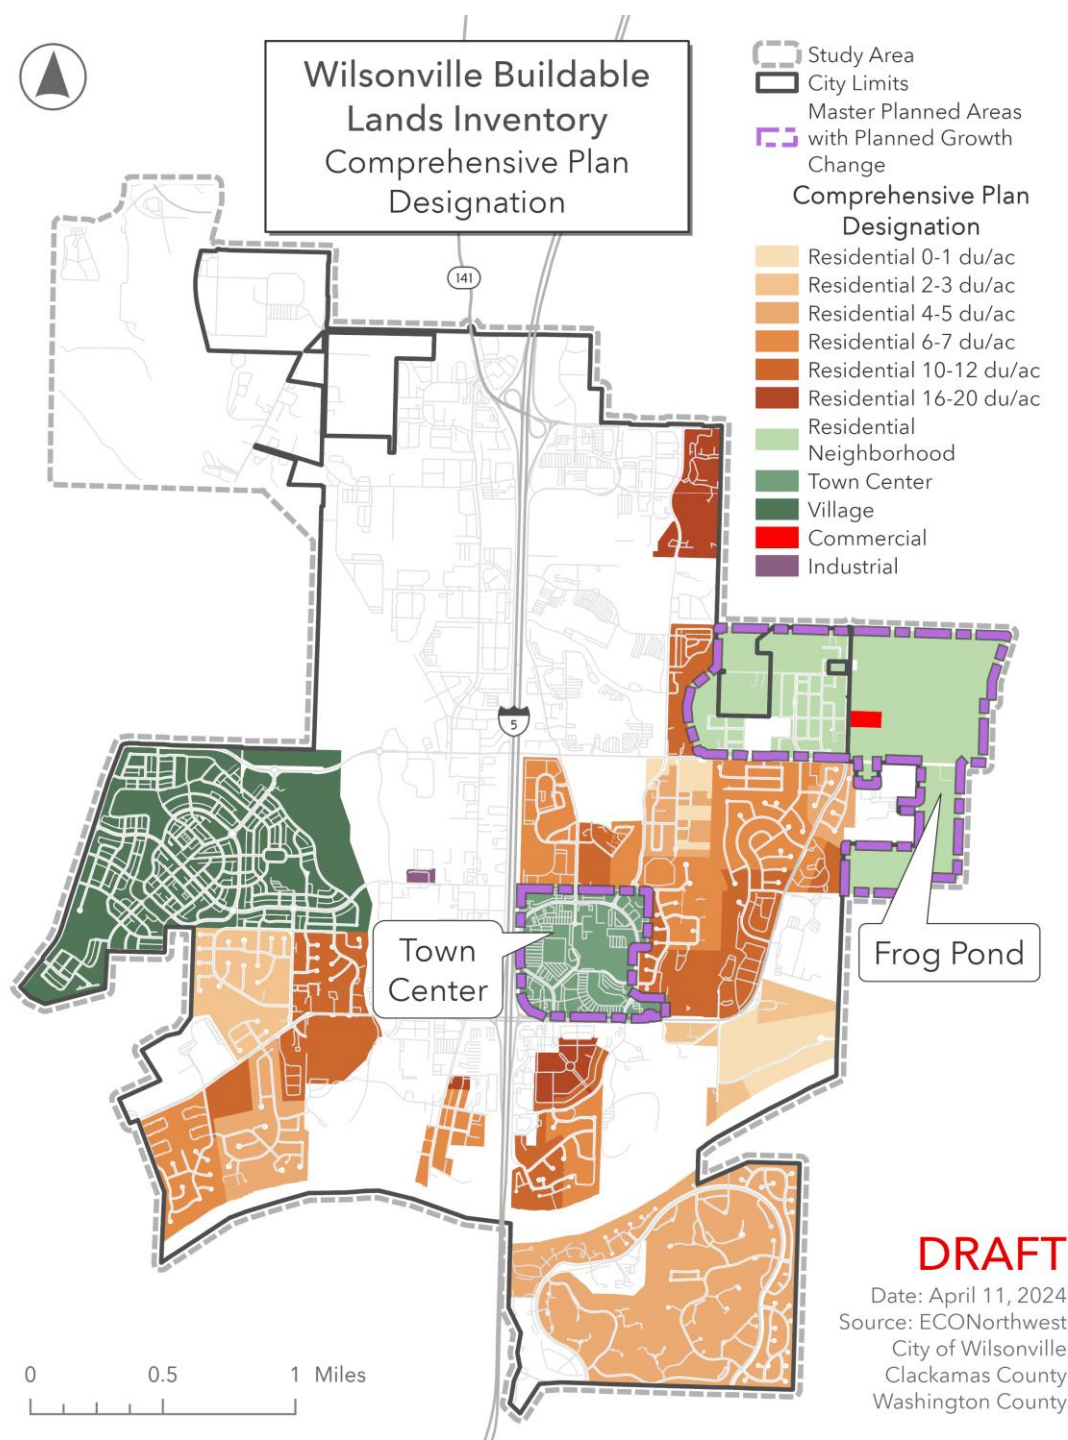 Wilsonville Buildable
Lands Inventory
Comprehensive Plan
Designation
Study Area
City Limits
Master Planned Areas
with Planned Growth
Change
Comprehensive Plan
Designation
Residential 0-1 du/ac
Residential 2-3 du/ac
Residential 4-5 du/ac
Residential 6-7 du/ac
Residential 10-12 du/ac
Residential 16-20 du/ac
Residential
Neighborhood
Town Center
Village
Commercial
Industrial
141
5
Town
Center
Frog Pond
DRAFT
Date: April 11, 2024
Source: ECONorthwest
City of Wilsonville
Clackamas County
Washington County
0 0.5 1 Miles